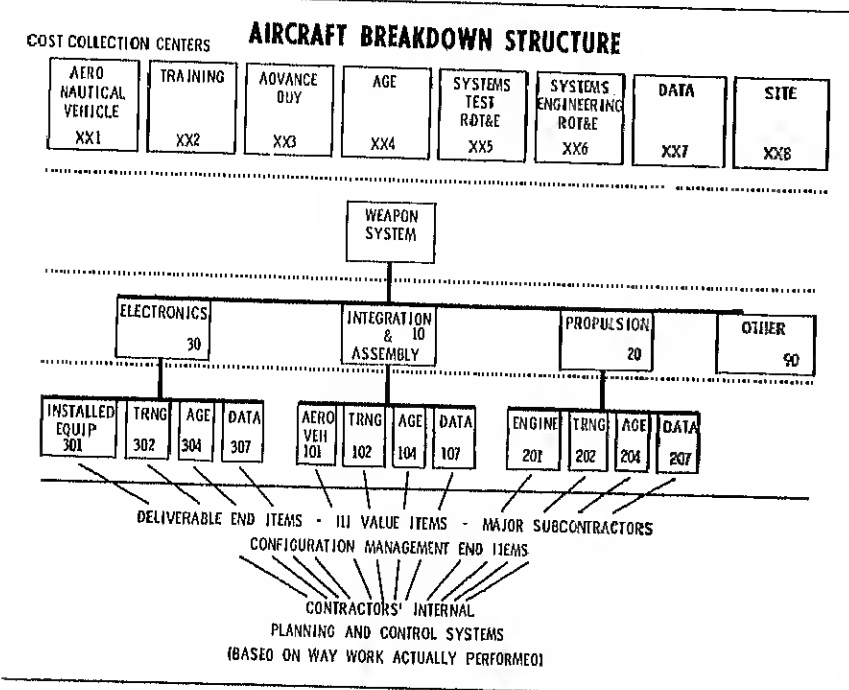 AIRCRAFT BREAKDOWN STRUCTURE
COST COLLECTION CENTERS
AERO
NAUTICAL
VEHICLE
XX1
TRAINING
XX2
ADVANCE
BUY
XX3
AGE
XX4
SYSTEMS
TEST
RDT&E
XX5
SYSTEMS
ENGINEERING
RDT&E
XX6
DATA
XX7
SITE
XX8
WEAPON
SYSTEM
ELECTRONICS
30
INTEGRATION
& 10
ASSEMBLY
PROPULSION
20
OTHER
90
INSTALLED
EQUIP
301
TRNG
302
AGE
304
DATA
307
AERO
VEH
101
TRNG
102
AGE
104
DATA
107
ENGINE
201
TRNG
202
AGE
204
DATA
207
DELIVERABLE END ITEMS - HI VALUE ITEMS - MAJOR SUBCONTRACTORS
CONFIGURATION MANAGEMENT END ITEMS
CONTRACTORS' INTERNAL
PLANNING AND CONTROL SYSTEMS
(BASED ON WAY WORK ACTUALLY PERFORMED)